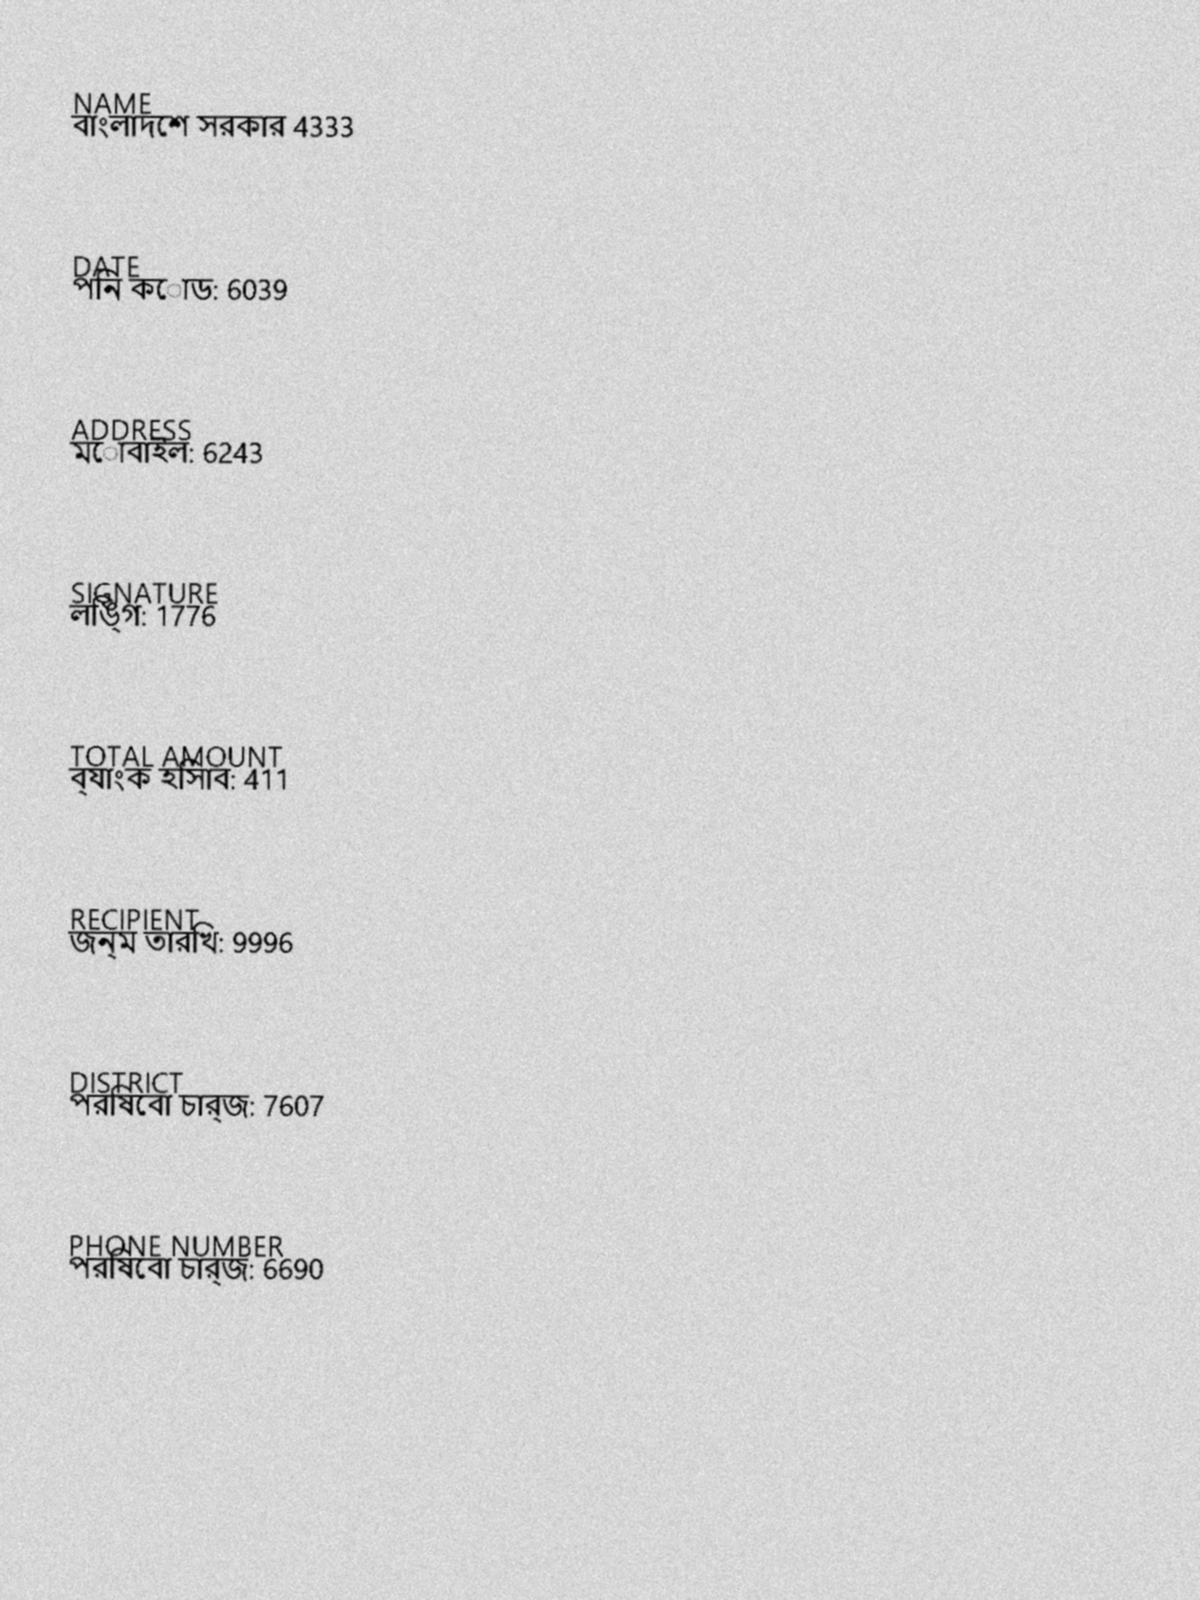 NAME
বাংলাদেশ সরকার 4333
DATE
পিন কোড: 6039
ADDRESS
মোবাইল: 6243
SIGNATURE
লিঙ্গ: 1776
TOTAL AMOUNT
ব্যাংক হিসাব: 411
RECIPIENT
জন্ম তারিখ: 9996
DISTRICT
পরিষেবা চার্জ: 7607
PHONE NUMBER
পরিষেবা চার্জ: 6690